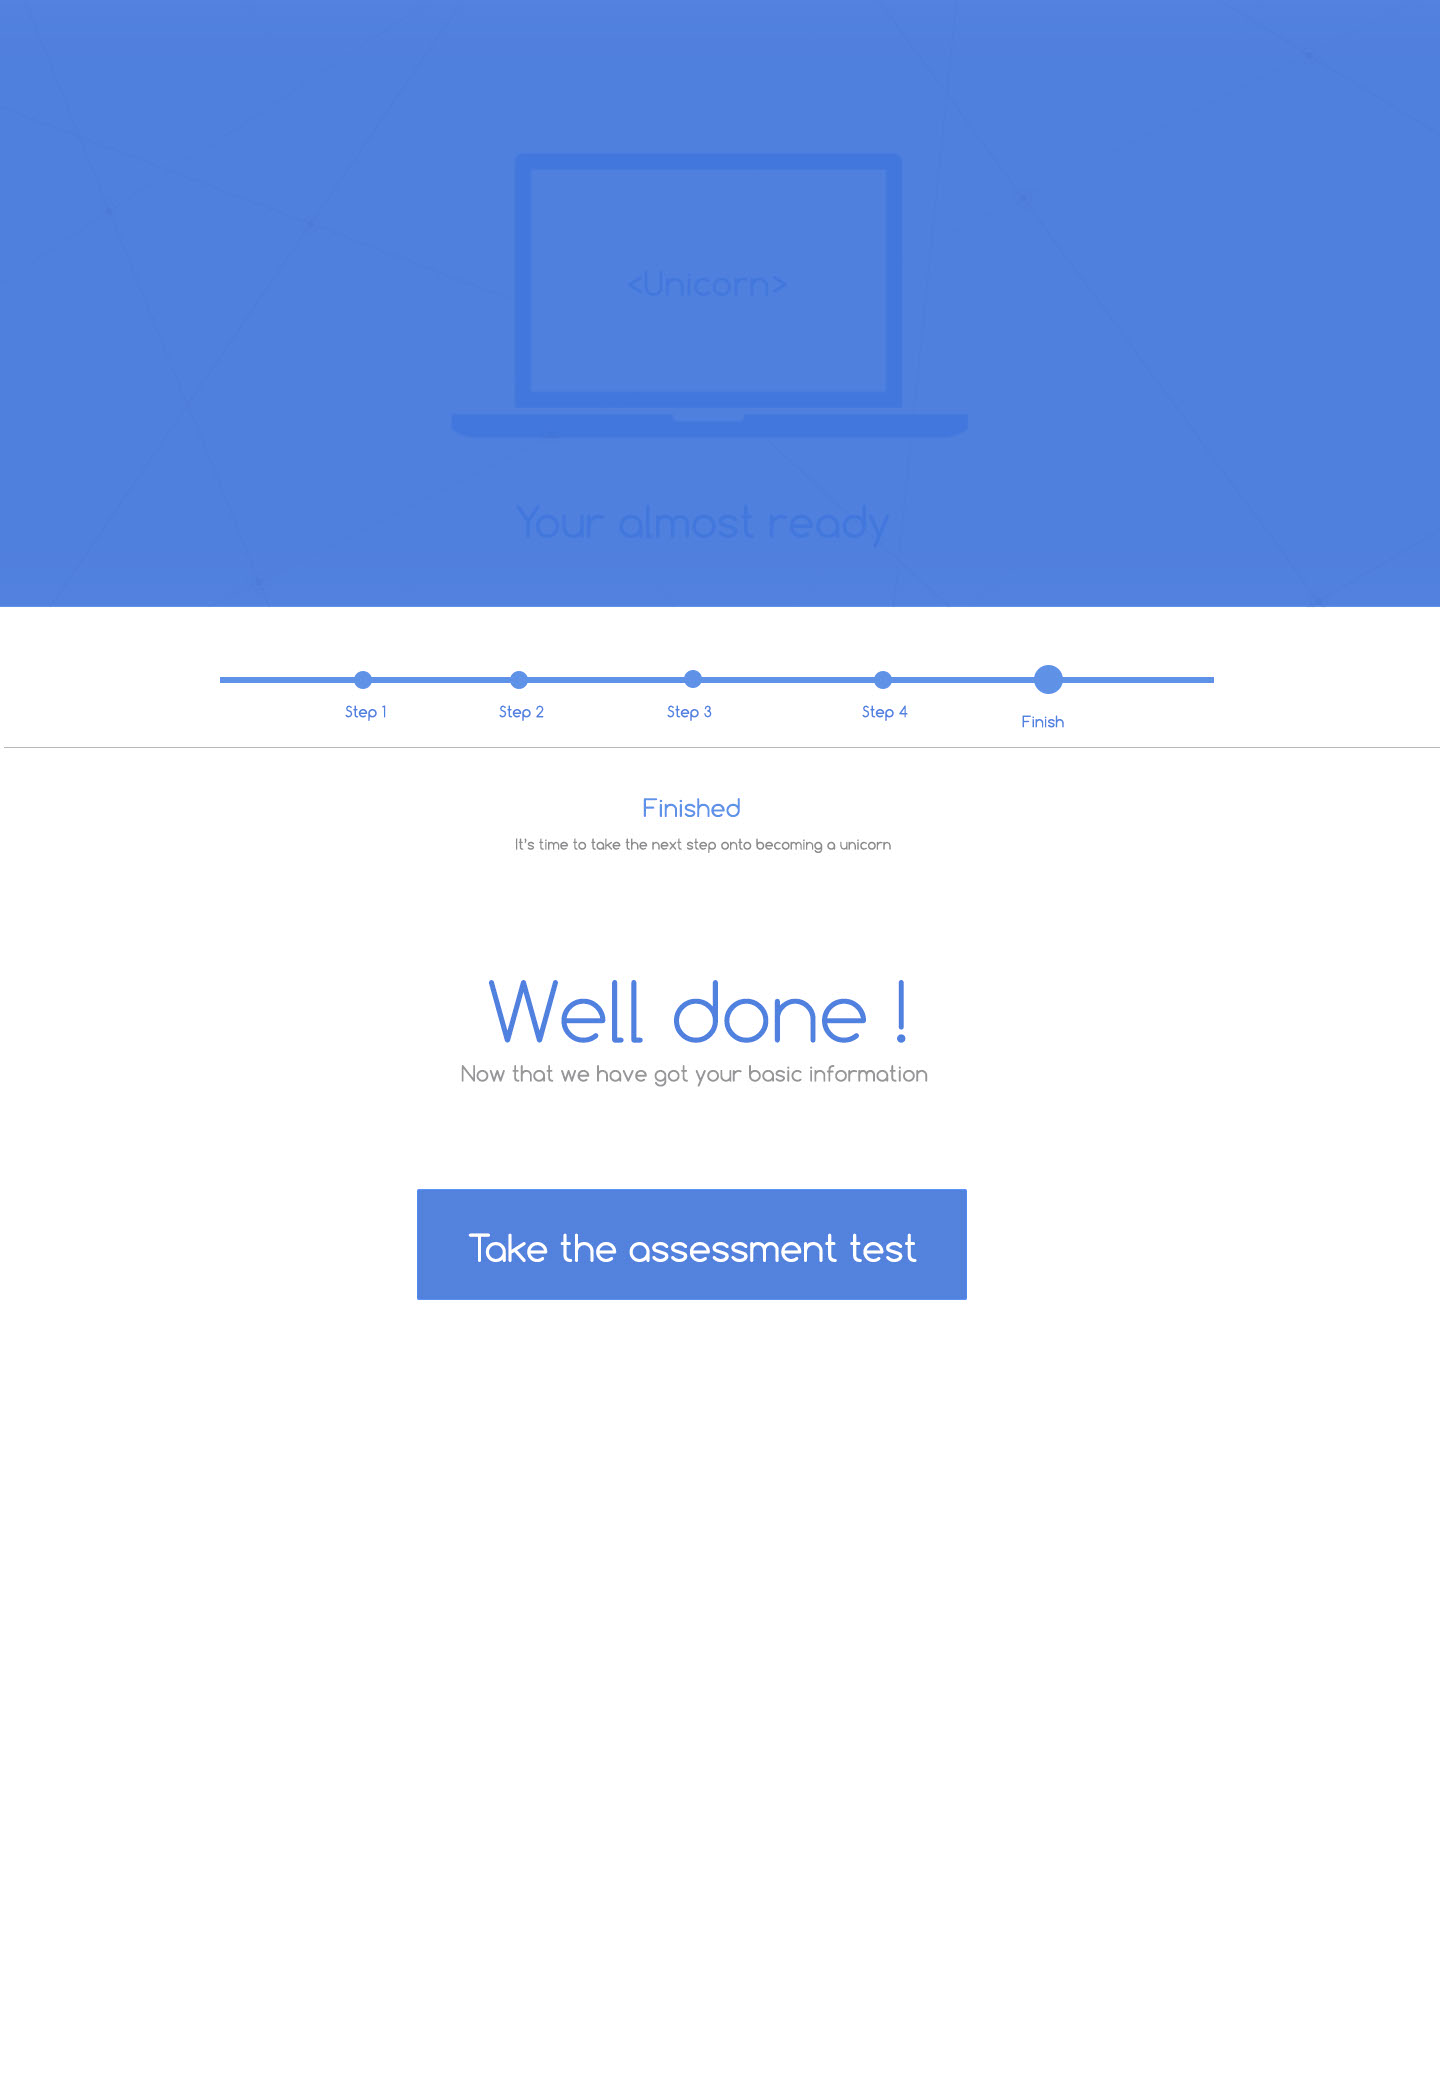 <Unicorn>
Your almost ready
Step 1
Step 2
Step 3
Step 4
Finish
Finished
It's time to take the next step onto becoming a unicorn
Well done !
Now that we have got your basic information
Take the assessment test